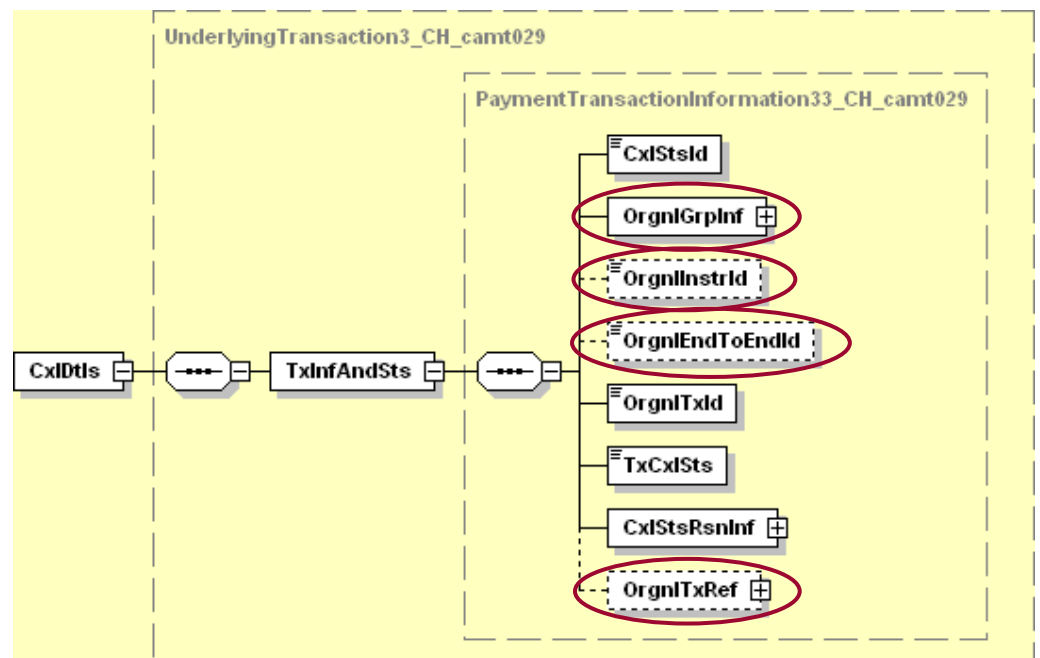 UnderlyingTransaction3_CH_camt029
PaymentTransactionInformation33_CH_camt029
CxlStsId
OrgnlGrpInf
OrgnlInstrId
OrgnlEndToEndId
CxlDtls
TxInfAndSts
OrgnlTxId
TxCxlSts
CxlStsRsnInf
OrgnlTxRef